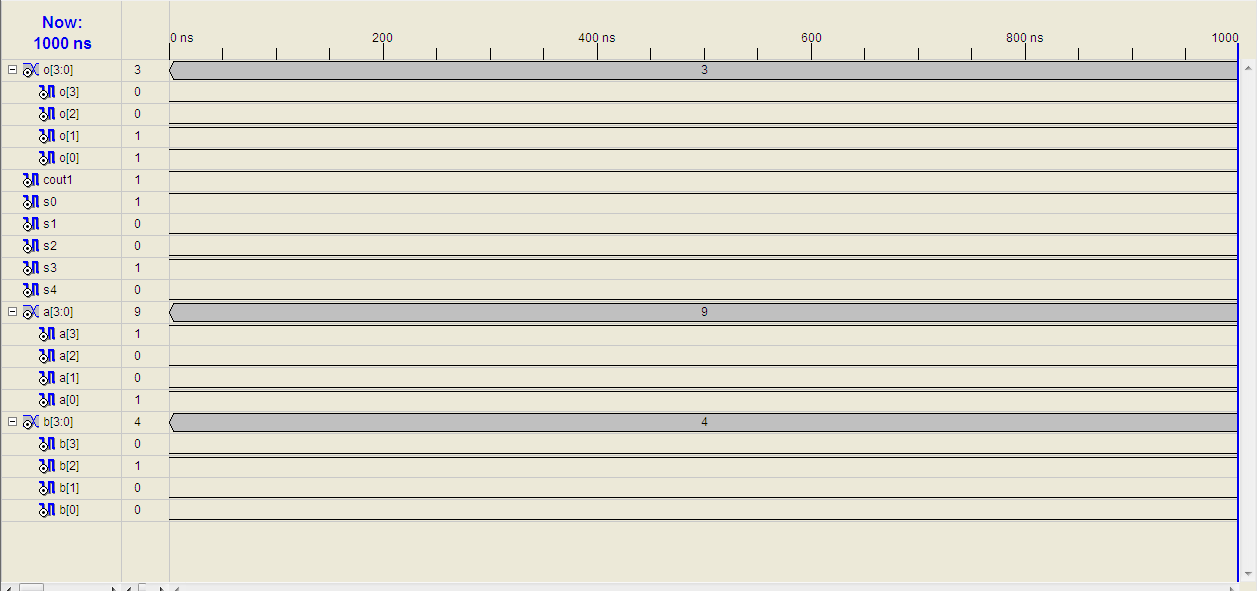 Now:
1000 ns
0 ns 200 400 ns 600 800 ns 1000
o[3:0] 3 3
o[3] 0
o[2] 0
o[1] 1
o[0] 1
cout1 1
s0 1
s1 0
s2 0
s3 1
s4 0
a[3:0] 9 9
a[3] 1
a[2] 0
a[1] 0
a[0] 1
b[3:0] 4 4
b[3] 0
b[2] 1
b[1] 0
b[0] 0